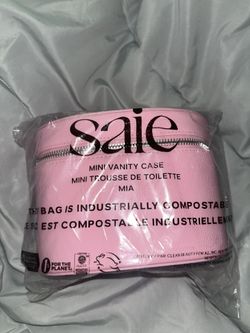 saie
MINI VANITY CASE
MINI TROUSSE DE TOILETTE
MIA
BAG IS INDUSTRIALLY COMPOSTABLE
EST COMPOSTABLE INDUSTRIELLEMENT
FOR THE
PLANET